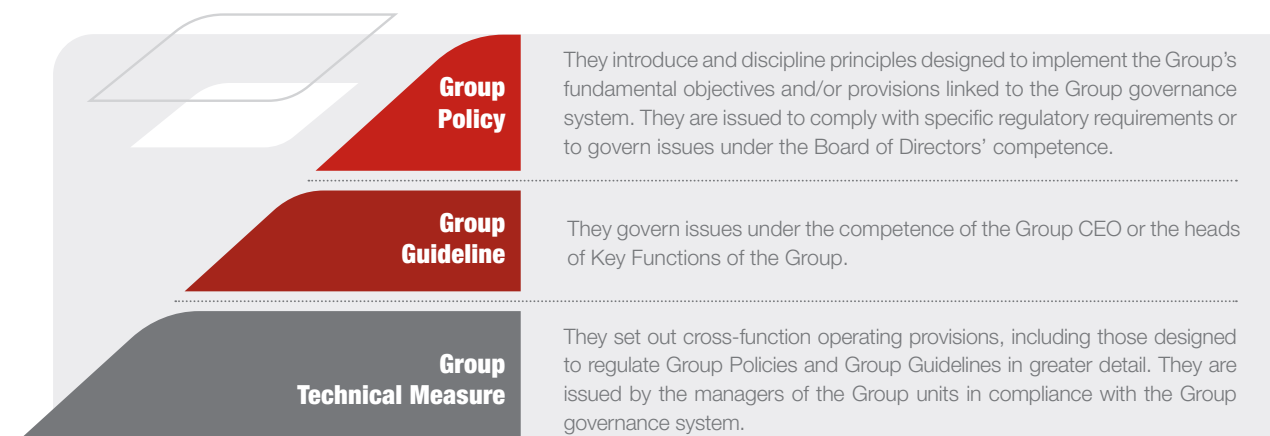 Group
Policy
They introduce and discipline principles designed to implement the Group’s
fundamental objectives and/or provisions linked to the Group governance
system. They are issued to comply with specific regulatory requirements or
to govern issues under the Board of Directors’ competence.
Group
Guideline
They govern issues under the competence of the Group CEO or the heads
of Key Functions of the Group.
Group
Technical Measure
They set out cross-function operating provisions, including those designed
to regulate Group Policies and Group Guidelines in greater detail. They are
issued by the managers of the Group units in compliance with the Group
governance system.